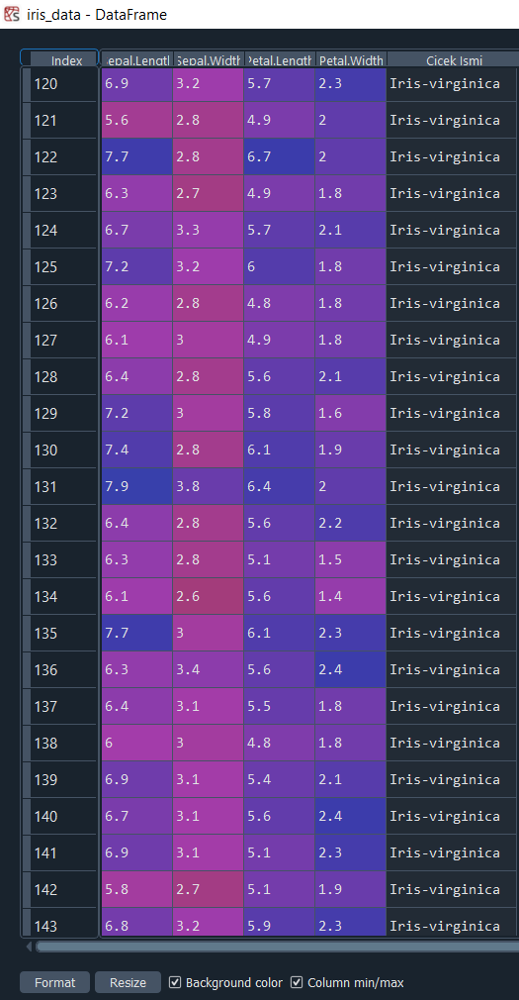 iris_data - DataFrame
Index epal.Length Sepal.Width Petal.Length Petal.Width Cicek Ismi
120 6.9 3.2 5.7 2.3 Iris-virginica
121 5.6 2.8 4.9 2 Iris-virginica
122 7.7 2.8 6.7 2 Iris-virginica
123 6.3 2.7 4.9 1.8 Iris-virginica
124 6.7 3.3 5.7 2.1 Iris-virginica
125 7.2 3.2 6 1.8 Iris-virginica
126 6.2 2.8 4.8 1.8 Iris-virginica
127 6.1 3 4.9 1.8 Iris-virginica
128 6.4 2.8 5.6 2.1 Iris-virginica
129 7.2 3 5.8 1.6 Iris-virginica
130 7.4 2.8 6.1 1.9 Iris-virginica
131 7.9 3.8 6.4 2 Iris-virginica
132 6.4 2.8 5.6 2.2 Iris-virginica
133 6.3 2.8 5.1 1.5 Iris-virginica
134 6.1 2.6 5.6 1.4 Iris-virginica
135 7.7 3 6.1 2.3 Iris-virginica
136 6.3 3.4 5.6 2.4 Iris-virginica
137 6.4 3.1 5.5 1.8 Iris-virginica
138 6 3 4.8 1.8 Iris-virginica
139 6.9 3.1 5.4 2.1 Iris-virginica
140 6.7 3.1 5.6 2.4 Iris-virginica
141 6.9 3.1 5.1 2.3 Iris-virginica
142 5.8 2.7 5.1 1.9 Iris-virginica
143 6.8 3.2 5.9 2.3 Iris-virginica
Format Resize Background color Column min/max